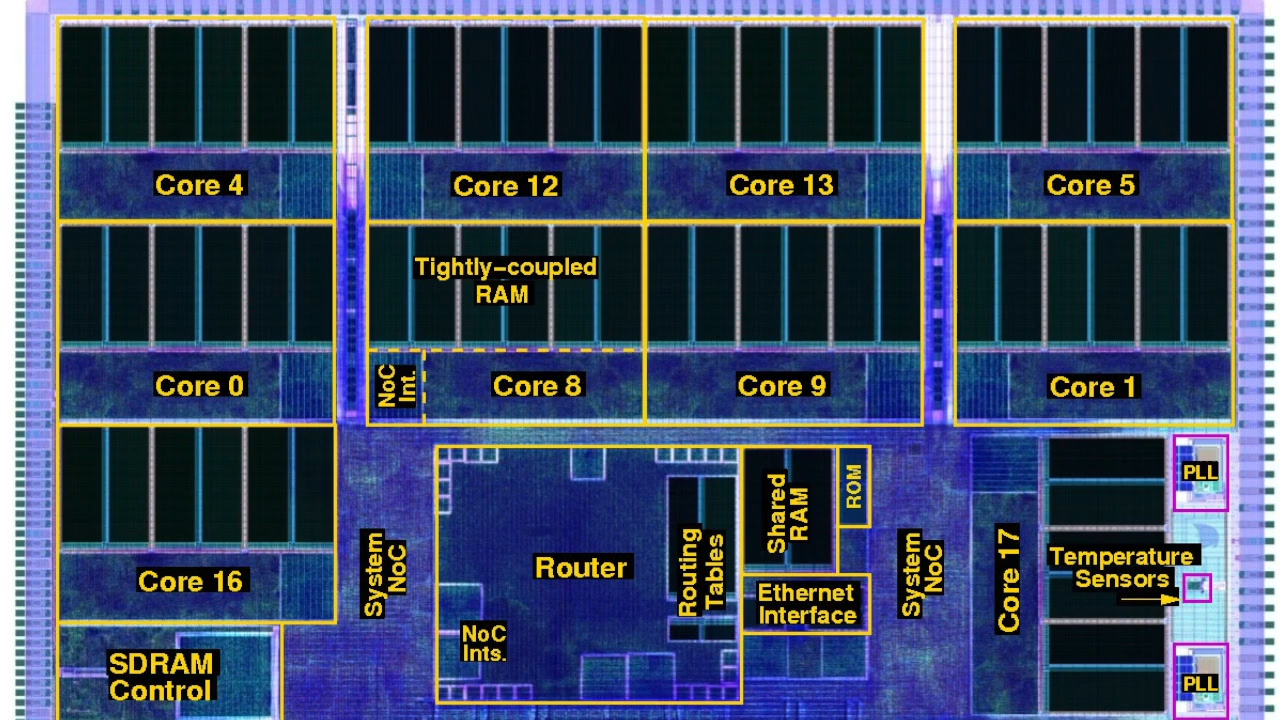 Core 4
Core 12
Core 13
Core 5
Tightly-coupled
RAM
Core 0
NoC
Int.
Core 8
Core 9
Core 1
PLL
Shared
RAM
ROM
System
NoC
Router
Routing
Tables
System
NoC
Core 17
Temperature
Sensors
Core 16
Ethernet
Interface
NoC
Ints.
SDRAM
Control
PLL